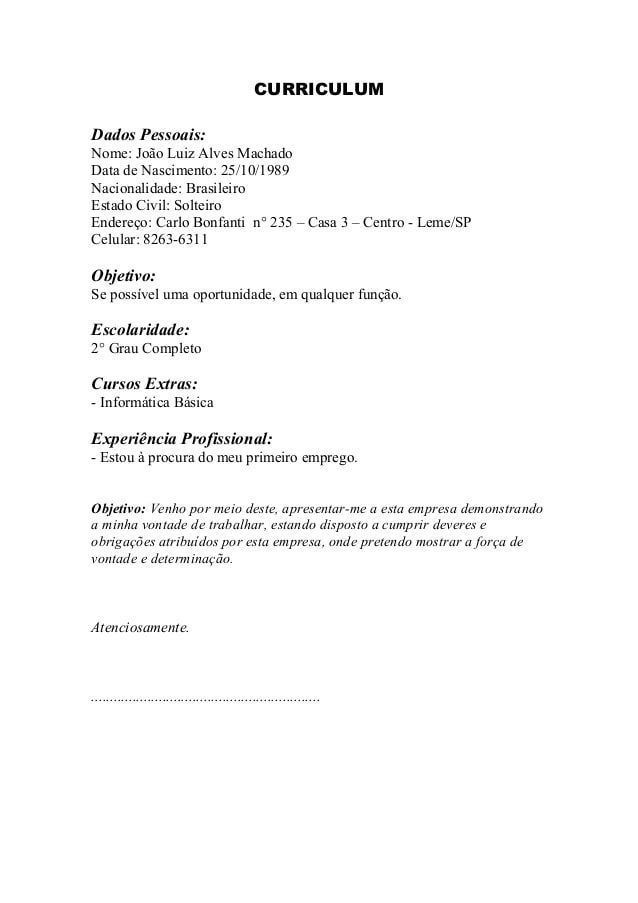 CURRICULUM
Dados Pessoais:
Nome: João Luiz Alves Machado
Data de Nascimento: 25/10/1989
Nacionalidade: Brasileiro
Estado Civil: Solteiro
Endereço: Carlo Bonfanti n° 235 – Casa 3 – Centro - Leme/SP
Celular: 8263-6311
Objetivo:
Se possível uma oportunidade, em qualquer função.
Escolaridade:
2° Grau Completo
Cursos Extras:
- Informática Básica
Experiência Profissional:
- Estou à procura do meu primeiro emprego.
Objetivo: Venho por meio deste, apresentar-me a esta empresa demonstrando
a minha vontade de trabalhar, estando disposto a cumprir deveres e
obrigações atribuídos por esta empresa, onde pretendo mostrar a força de
vontade e determinação.
Atenciosamente.
.............................................................